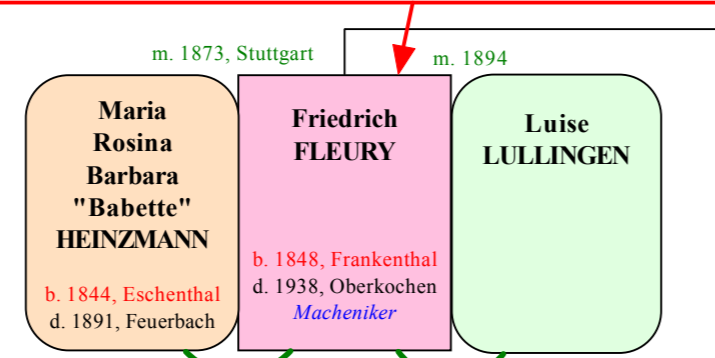 m. 1873, Stuttgart
m. 1894
Maria
Rosina
Barbara
"Babette"
HEINZMANN
b. 1844, Eschenthal
d. 1891, Feuerbach
Friedrich
FLEURY
b. 1848, Frankenthal
d. 1938, Oberkochen
Macheniker
Luise
LULLINGEN